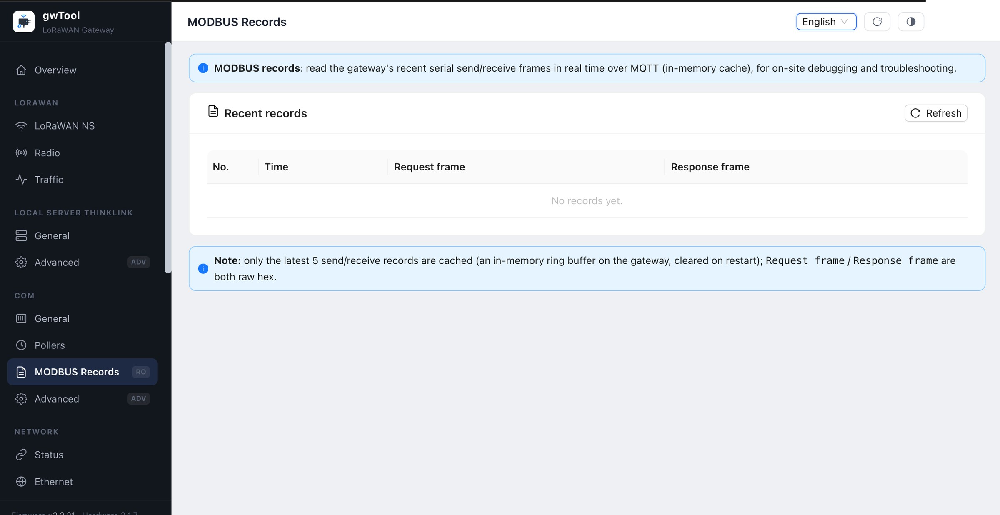 gwTool
LoRaWAN Gateway
Overview
LORAWAN
LoRaWAN NS
Radio
Traffic
LOCAL SERVER THINKLINK
General
Advanced ADV
COM
General
Pollers
MODBUS Records RO
Advanced ADV
NETWORK
Status
Ethernet
MODBUS Records
English
MODBUS records: read the gateway's recent serial send/receive frames in real time over MQTT (in-memory cache), for on-site debugging and troubleshooting.
Recent records
Refresh
No. Time Request frame Response frame
No records yet.
Note: only the latest 5 send/receive records are cached (an in-memory ring buffer on the gateway, cleared on restart); Request frame / Response frame are
both raw hex.